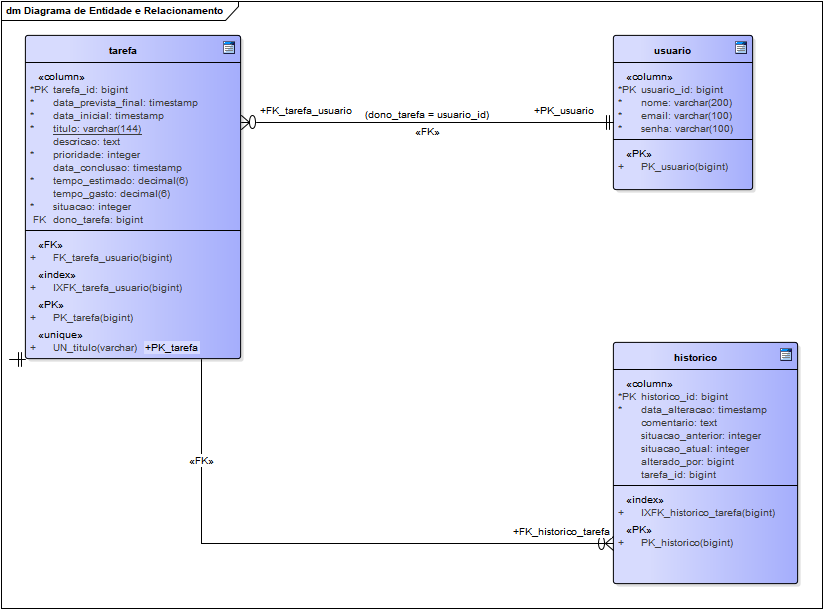 dm Diagrama de Entidade e Relacionamento
tarefa
«column»
*PK tarefa_id: bigint
* data_prevista_final: timestamp
* data_inicial: timestamp
* titulo: varchar(144)
descricao: text
* prioridade: integer
data_conclusao: timestamp
* tempo_estimado: decimal(6)
tempo_gasto: decimal(6)
* situacao: integer
FK dono_tarefa: bigint
«FK»
+ FK_tarefa_usuario(bigint)
«index»
+ IXFK_tarefa_usuario(bigint)
«PK»
+ PK_tarefa(bigint)
«unique»
+ UN_titulo(varchar)
+PK_tarefa
+FK_tarefa_usuario
(dono_tarefa = usuario_id)
+PK_usuario
«FK»
usuario
«column»
*PK usuario_id: bigint
* nome: varchar(200)
* email: varchar(100)
* senha: varchar(100)
«PK»
+ PK_usuario(bigint)
«FK»
+FK_historico_tarefa
historico
«column»
*PK historico_id: bigint
* data_alteracao: timestamp
comentario: text
situacao_anterior: integer
situacao_atual: integer
alterado_por: bigint
tarefa_id: bigint
«index»
+ IXFK_historico_tarefa(bigint)
«PK»
+ PK_historico(bigint)